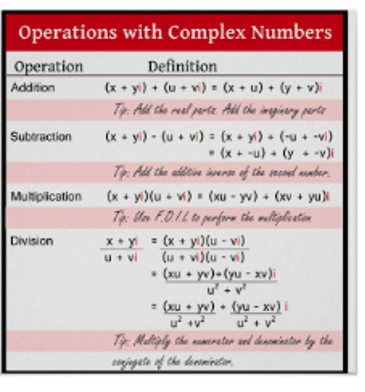 Operations with Complex Numbers
Operation Definition
Addition (x + yi) + (u + vi) = (x + u) + (y + v)i
Tip: Add the real parts. Add the imaginary parts
Subtraction (x + yi) - (u + vi) = (x + yi) + (-u + -vi)
= (x + -u) + (y + -v)i
Tip: Add the additive inverse of the second number.
Multiplication (x + yi)(u + vi) = (xu - yv) + (xv + yu)i
Tip: Use F.O.I.L to perform the multiplication
Division x + yi = (x + yi)(u - vi)
u + vi (u + vi)(u - vi)
= (xu + yv)+(yu - xv)i
u² + v²
= (xu + yv) + (yu - xv) i
u² +v² u² + v²
Tip: Multiply the numerator and denominator by the
conjugate of the denominator.